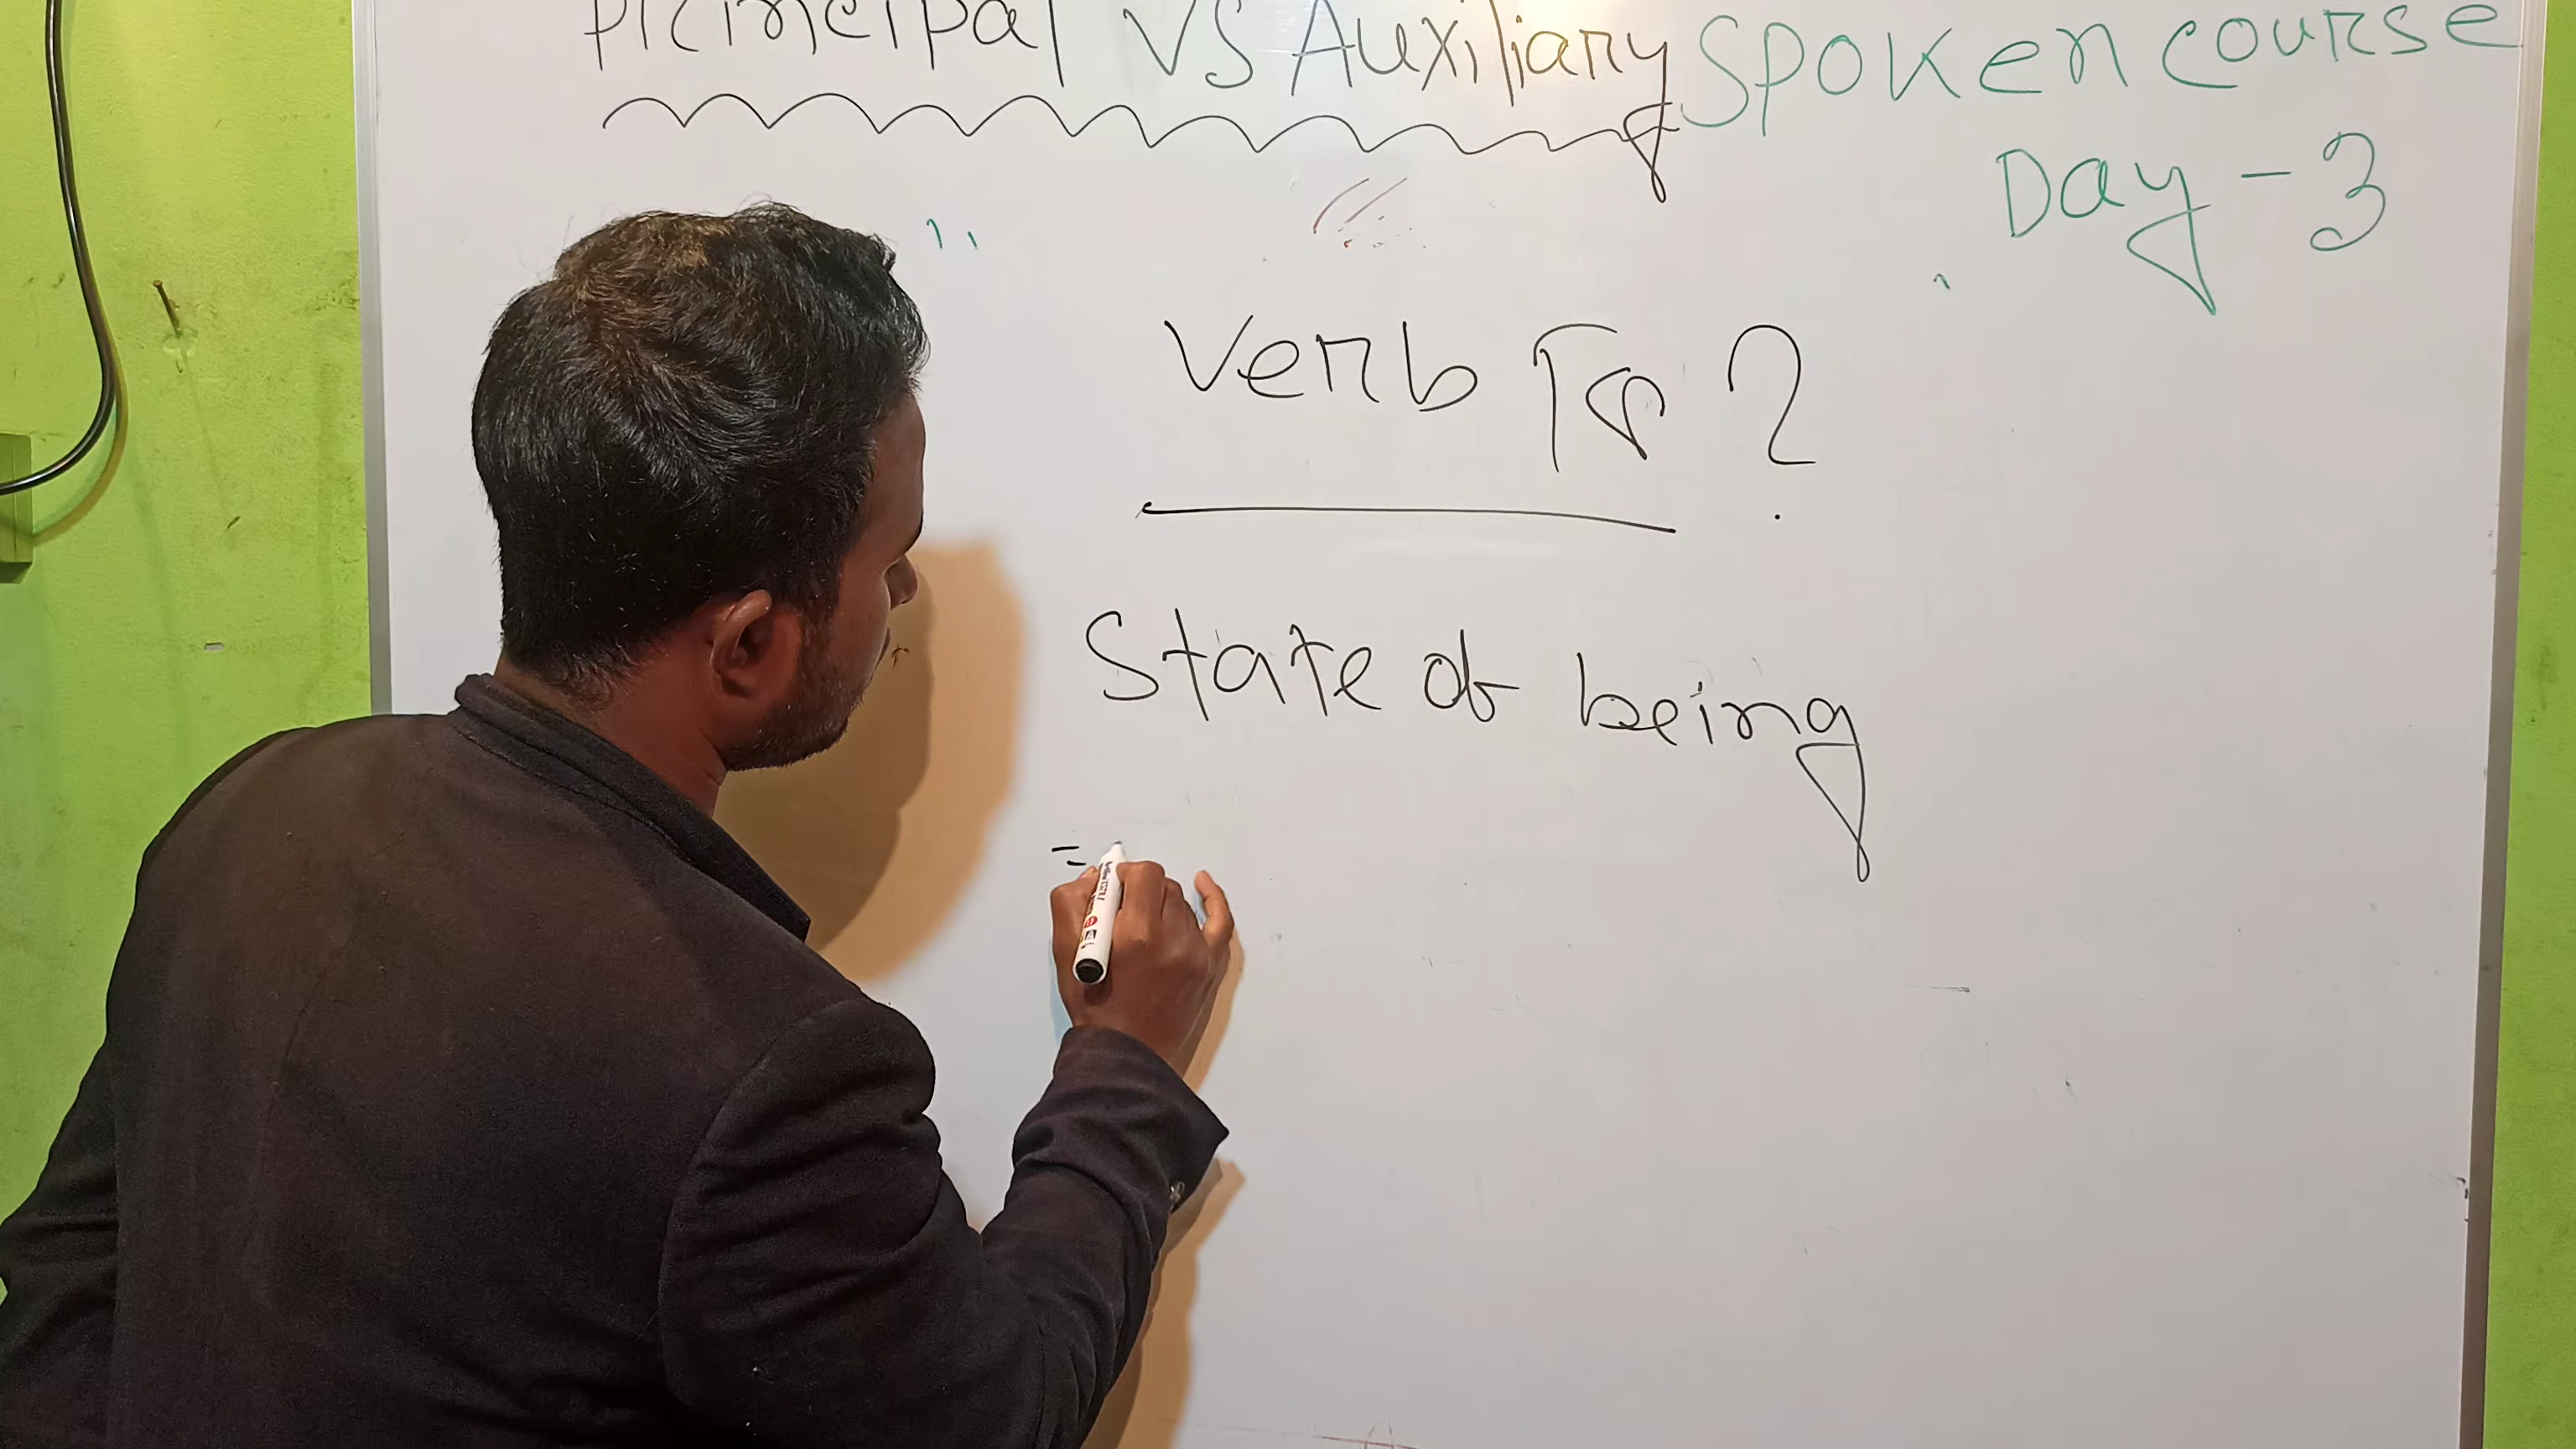 Principal VS Auxiliary
Spoken course
Day - 3
Verb কি ?
State of being
=